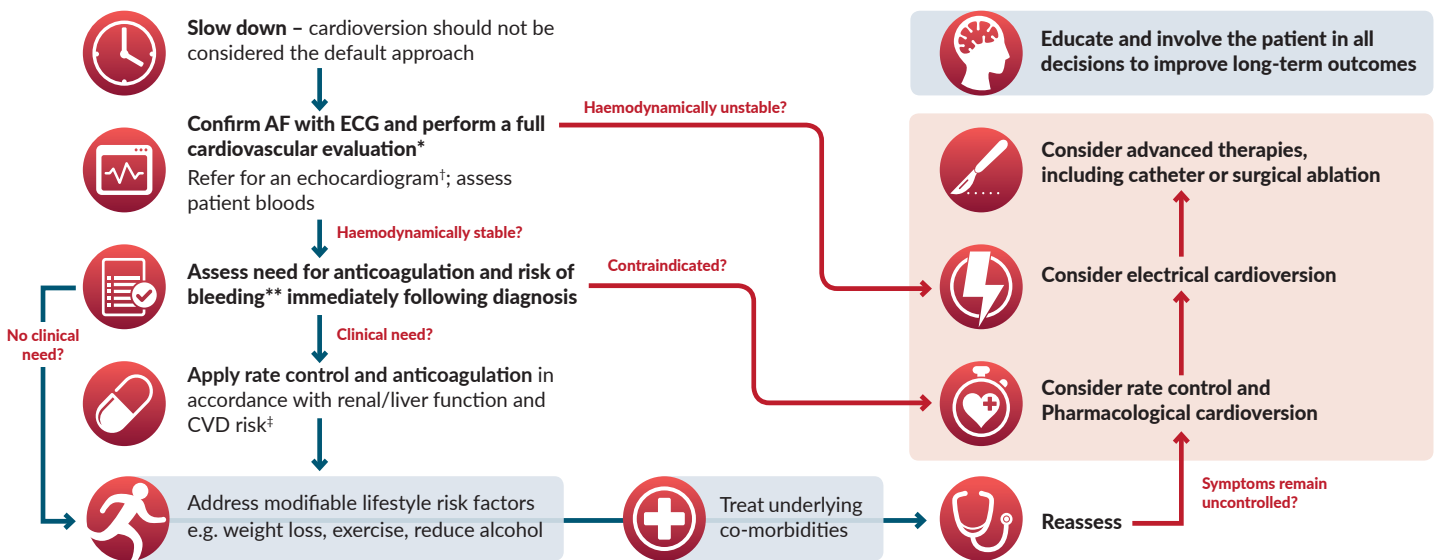 Slow down – cardioversion should not be
considered the default approach
Confirm AF with ECG and perform a full
cardiovascular evaluation*
Refer for an echocardiogram†; assess
patient bloods
Haemodynamically unstable?
Haemodynamically stable?
Assess need for anticoagulation and risk of
bleeding** immediately following diagnosis
Contraindicated?
No clinical
need?
Clinical need?
Apply rate control and anticoagulation in
accordance with renal/liver function and
CVD risk‡
Address modifiable lifestyle risk factors
e.g. weight loss, exercise, reduce alcohol
Treat underlying
co-morbidities
Reassess
Symptoms remain
uncontrolled?
Consider rate control and
Pharmacological cardioversion
Consider electrical cardioversion
Consider advanced therapies,
including catheter or surgical ablation
Educate and involve the patient in all
decisions to improve long-term outcomes